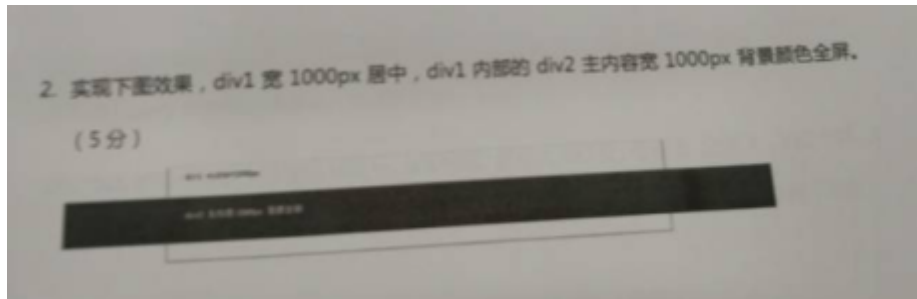 2. 实现下图效果，div1 宽 1000px 居中，div1 内部的 div2 主内容宽 1000px 背景颜色全屏。
（5分）